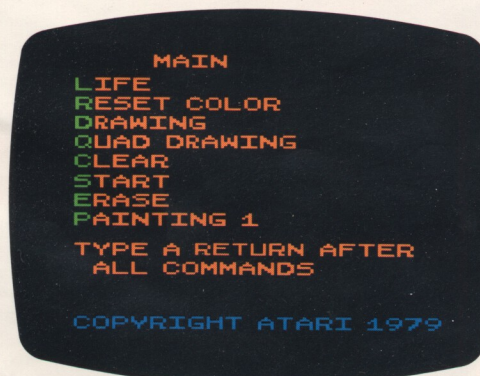 MAIN
LIFE
RESET COLOR
DRAWING
QUAD DRAWING
CLEAR
START
ERASE
PAINTING 1
TYPE A RETURN AFTER
ALL COMMANDS
COPYRIGHT ATARI 1979